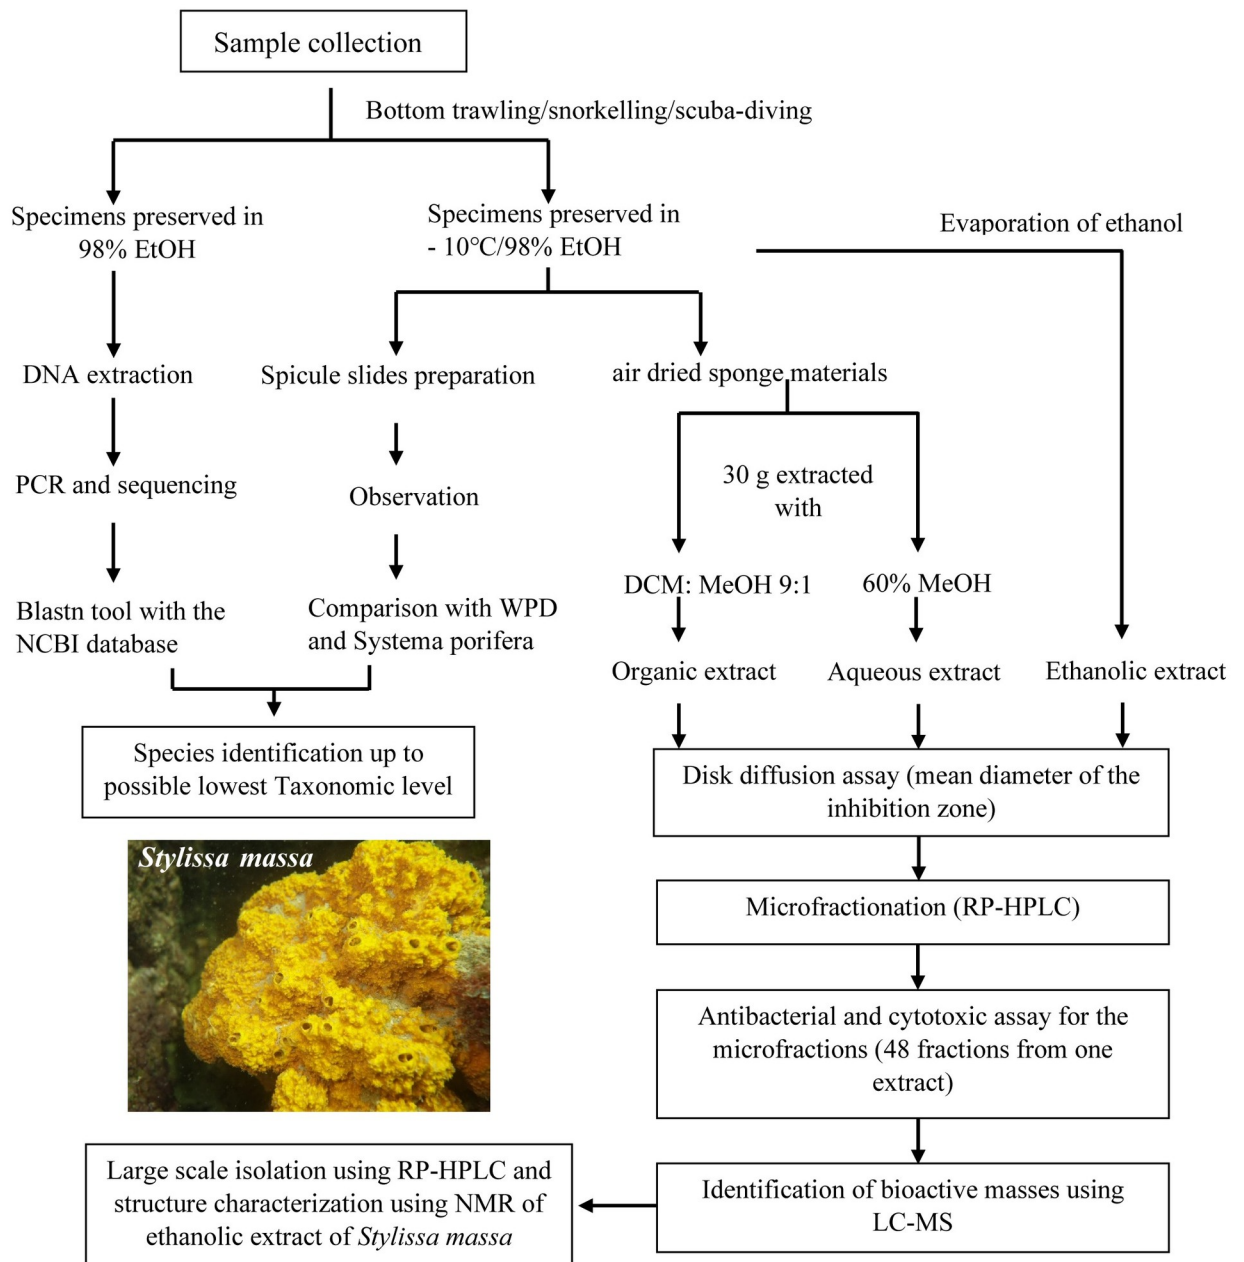 Sample collection
Bottom trawling/snorkelling/scuba-diving
Specimens preserved in
98% EtOH
Specimens preserved in
- 10°C/98% EtOH
Evaporation of ethanol
DNA extraction
Spicule slides preparation
air dried sponge materials
PCR and sequencing
Observation
30 g extracted
with
Blastn tool with the
NCBI database
Comparison with WPD
and Systema porifera
DCM: MeOH 9:1
60% MeOH
Organic extract
Aqueous extract
Ethanolic extract
Species identification up to
possible lowest Taxonomic level
Disk diffusion assay (mean diameter of the
inhibition zone)
Stylissa massa
Microfractionation (RP-HPLC)
Antibacterial and cytotoxic assay for the
microfractions (48 fractions from one
extract)
Identification of bioactive masses using
LC-MS
Large scale isolation using RP-HPLC and
structure characterization using NMR of
ethanolic extract of Stylissa massa